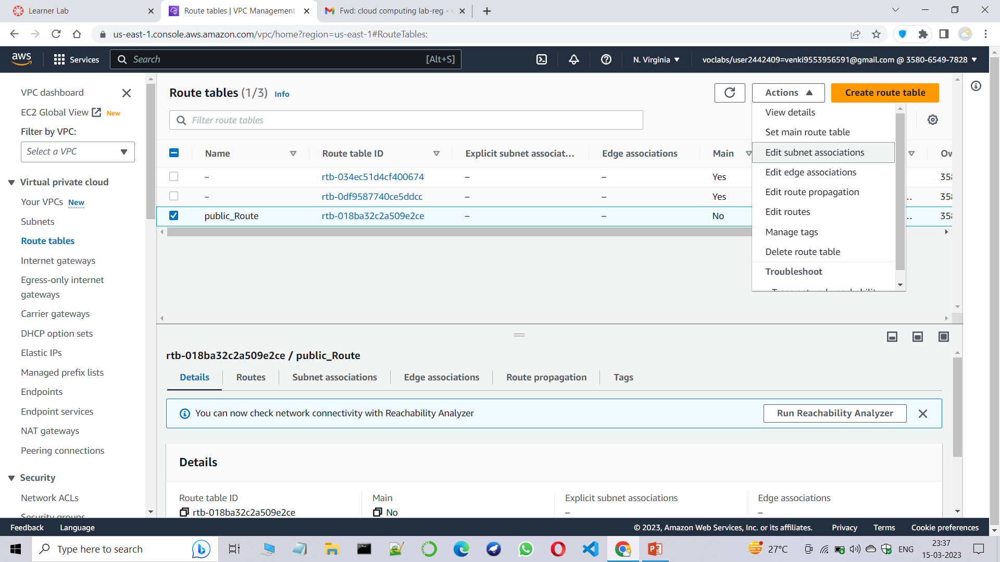 Learner Lab
Route tables | VPC Management
Fwd: cloud computing lab-reg -
us-east-1.console.aws.amazon.com/vpc/home?region=us-east-1#RouteTables:
aws
Services
Search
[Alt+S]
N. Virginia
voclabs/user2442409=venki9553956591@gmail.com @ 3580-6549-7828
VPC dashboard
EC2 Global View New
Filter by VPC:
Select a VPC
Virtual private cloud
Your VPCs New
Subnets
Route tables
Internet gateways
Egress-only internet
gateways
Carrier gateways
DHCP option sets
Elastic IPs
Managed prefix lists
Endpoints
Endpoint services
NAT gateways
Peering connections
Security
Network ACLs
Security groups
Route tables (1/3) Info
Actions
Create route table
Filter route tables
Name Route table ID Explicit subnet associat... Edge associations Main Ow
– rtb-034ec51d4cf400674 – – Yes 358
– rtb-0df9587740ce5ddcc – – Yes .. 358
public_Route rtb-018ba32c2a509e2ce – – No .. 358
View details
Set main route table
Edit subnet associations
Edit edge associations
Edit route propagation
Edit routes
Manage tags
Delete route table
Troubleshoot
rtb-018ba32c2a509e2ce / public_Route
Details Routes Subnet associations Edge associations Route propagation Tags
You can now check network connectivity with Reachability Analyzer
Run Reachability Analyzer
Details
Route table ID
rtb-018ba32c2a509e2ce
Main
No
Explicit subnet associations
–
Edge associations
–
Feedback Language
© 2023, Amazon Web Services, Inc. or its affiliates. Privacy Terms Cookie preferences
Type here to search
27°C
ENG
23:37
15-03-2023